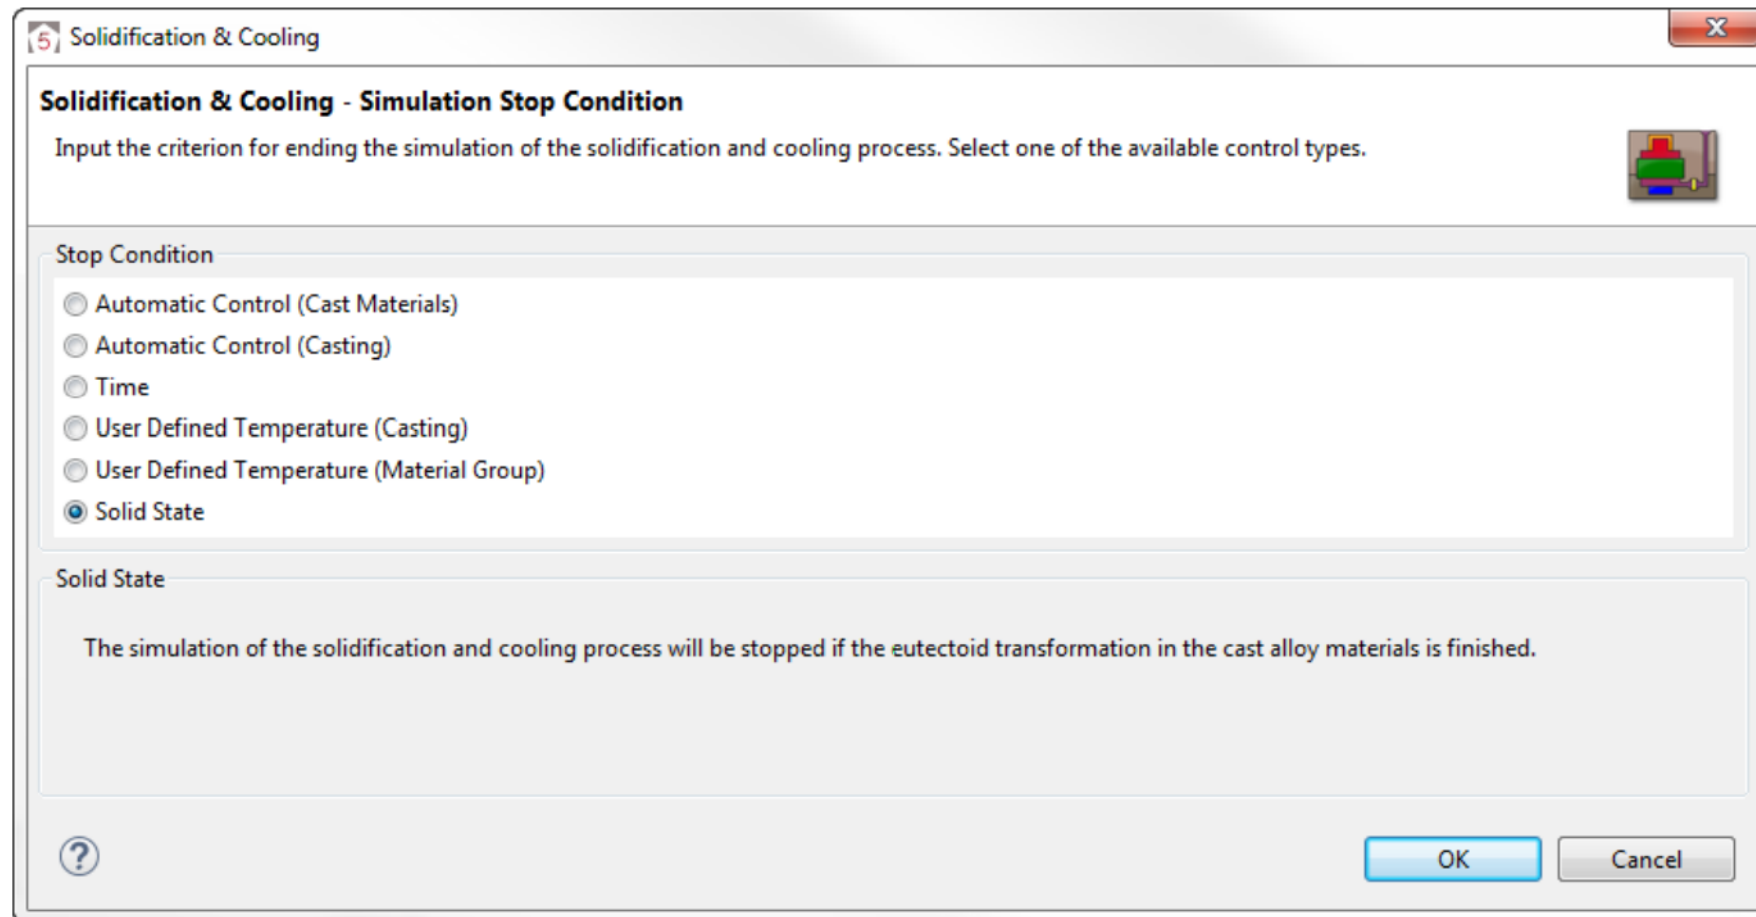 5 Solidification & Cooling
X
Solidification & Cooling - Simulation Stop Condition
Input the criterion for ending the simulation of the solidification and cooling process. Select one of the available control types.
Stop Condition
Automatic Control (Cast Materials)
Automatic Control (Casting)
Time
User Defined Temperature (Casting)
User Defined Temperature (Material Group)
Solid State
Solid State
The simulation of the solidification and cooling process will be stopped if the eutectoid transformation in the cast alloy materials is finished.
? OK Cancel